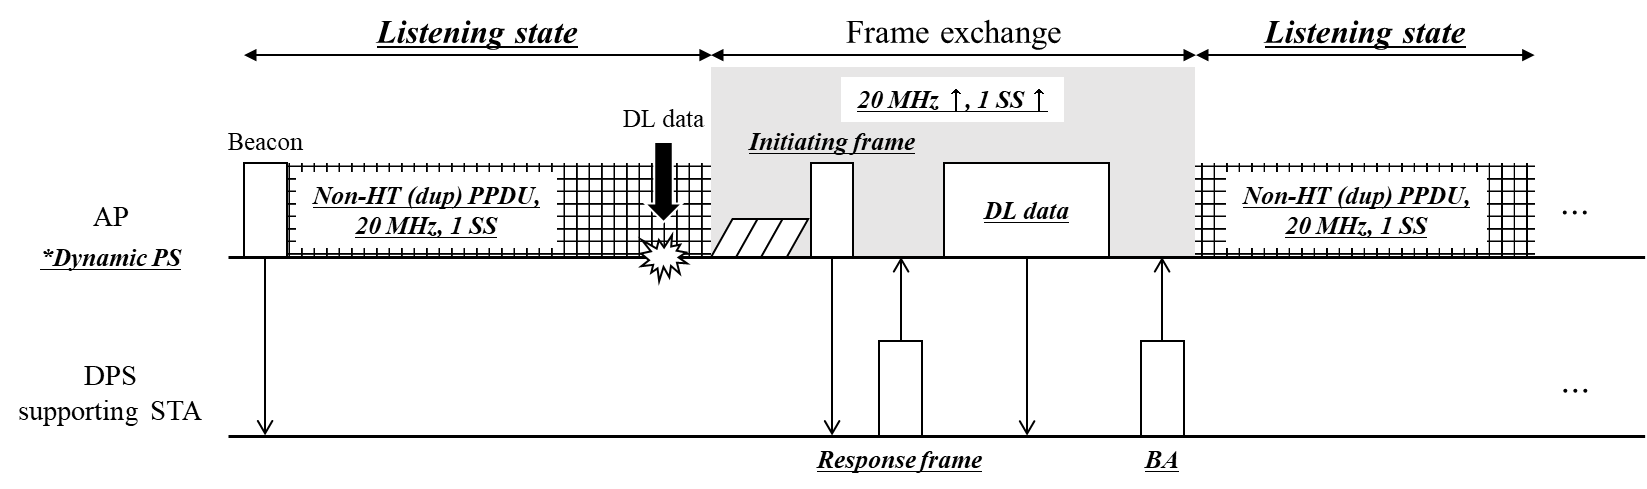 Listening state
Frame exchange
Listening state
20 MHz ↑, 1 SS ↑
DL data
Beacon
Initiating frame
Non-HT (dup) PPDU,
20 MHz, 1 SS
DL data
Non-HT (dup) PPDU,
20 MHz, 1 SS
AP
*Dynamic PS
...
DPS
supporting STA
...
Response frame
BA